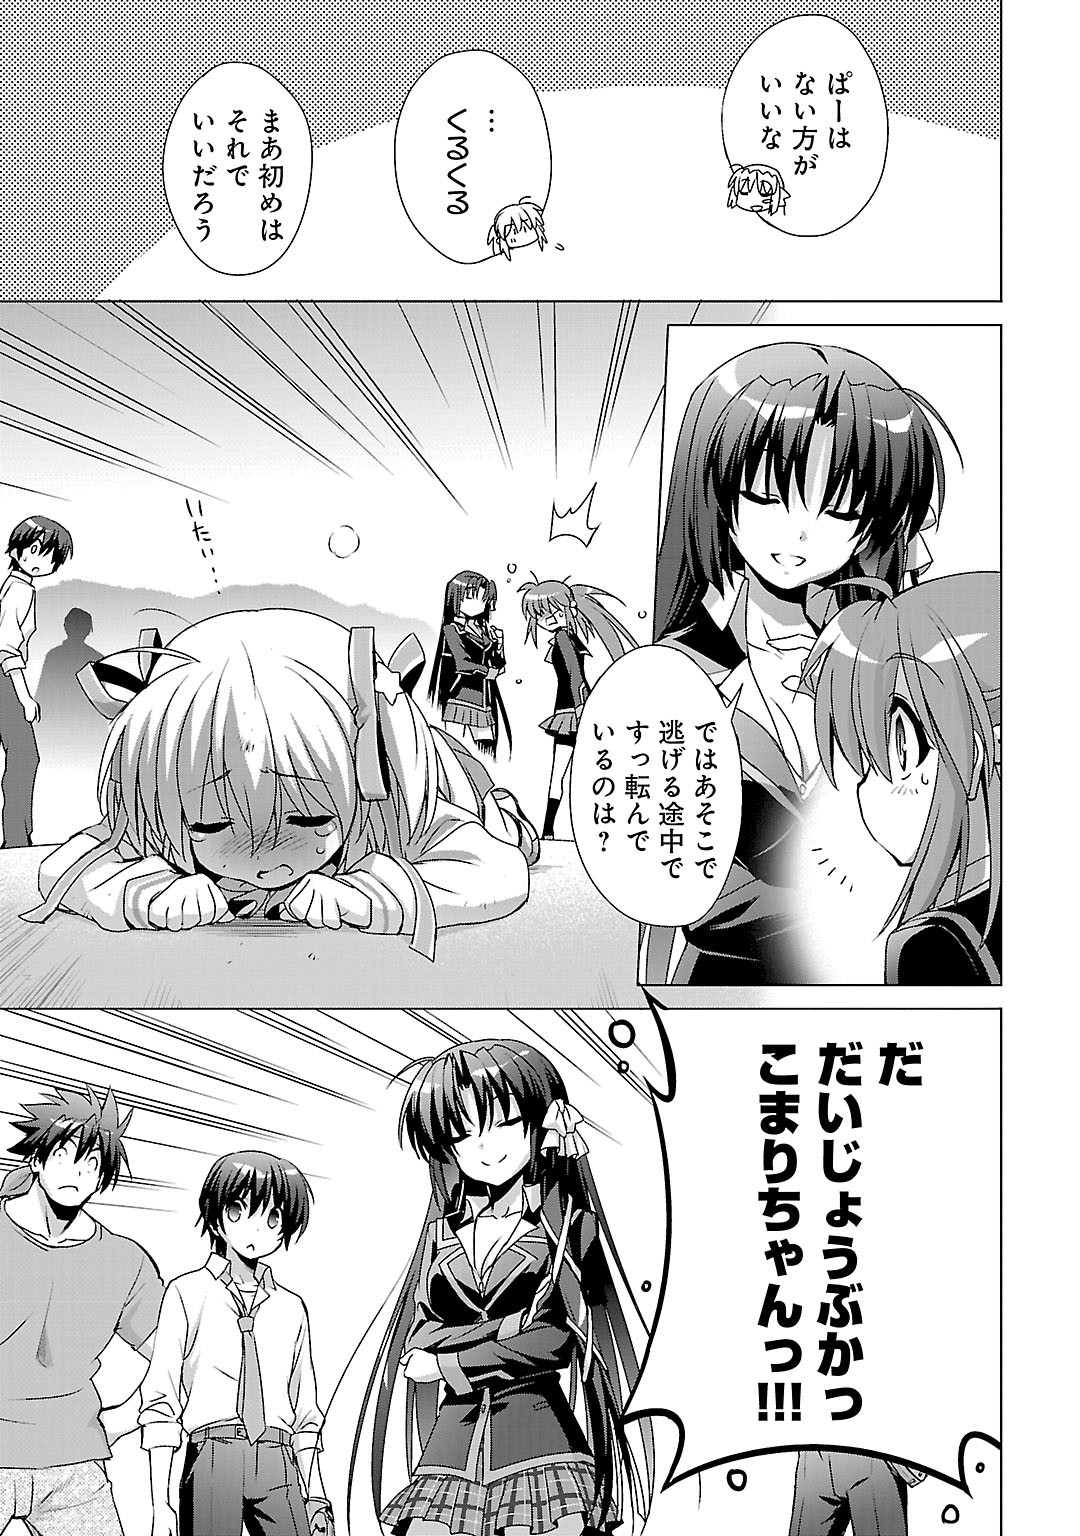 ぱーは
ない方が
いいな
…
くるくる
まあ初めは
それで
いいだろう
ではあそこで
逃げる途中で
すっ転んで
いるのは?
いたい…
だ
だいじょうぶかっ
こまりちゃんっ!!!